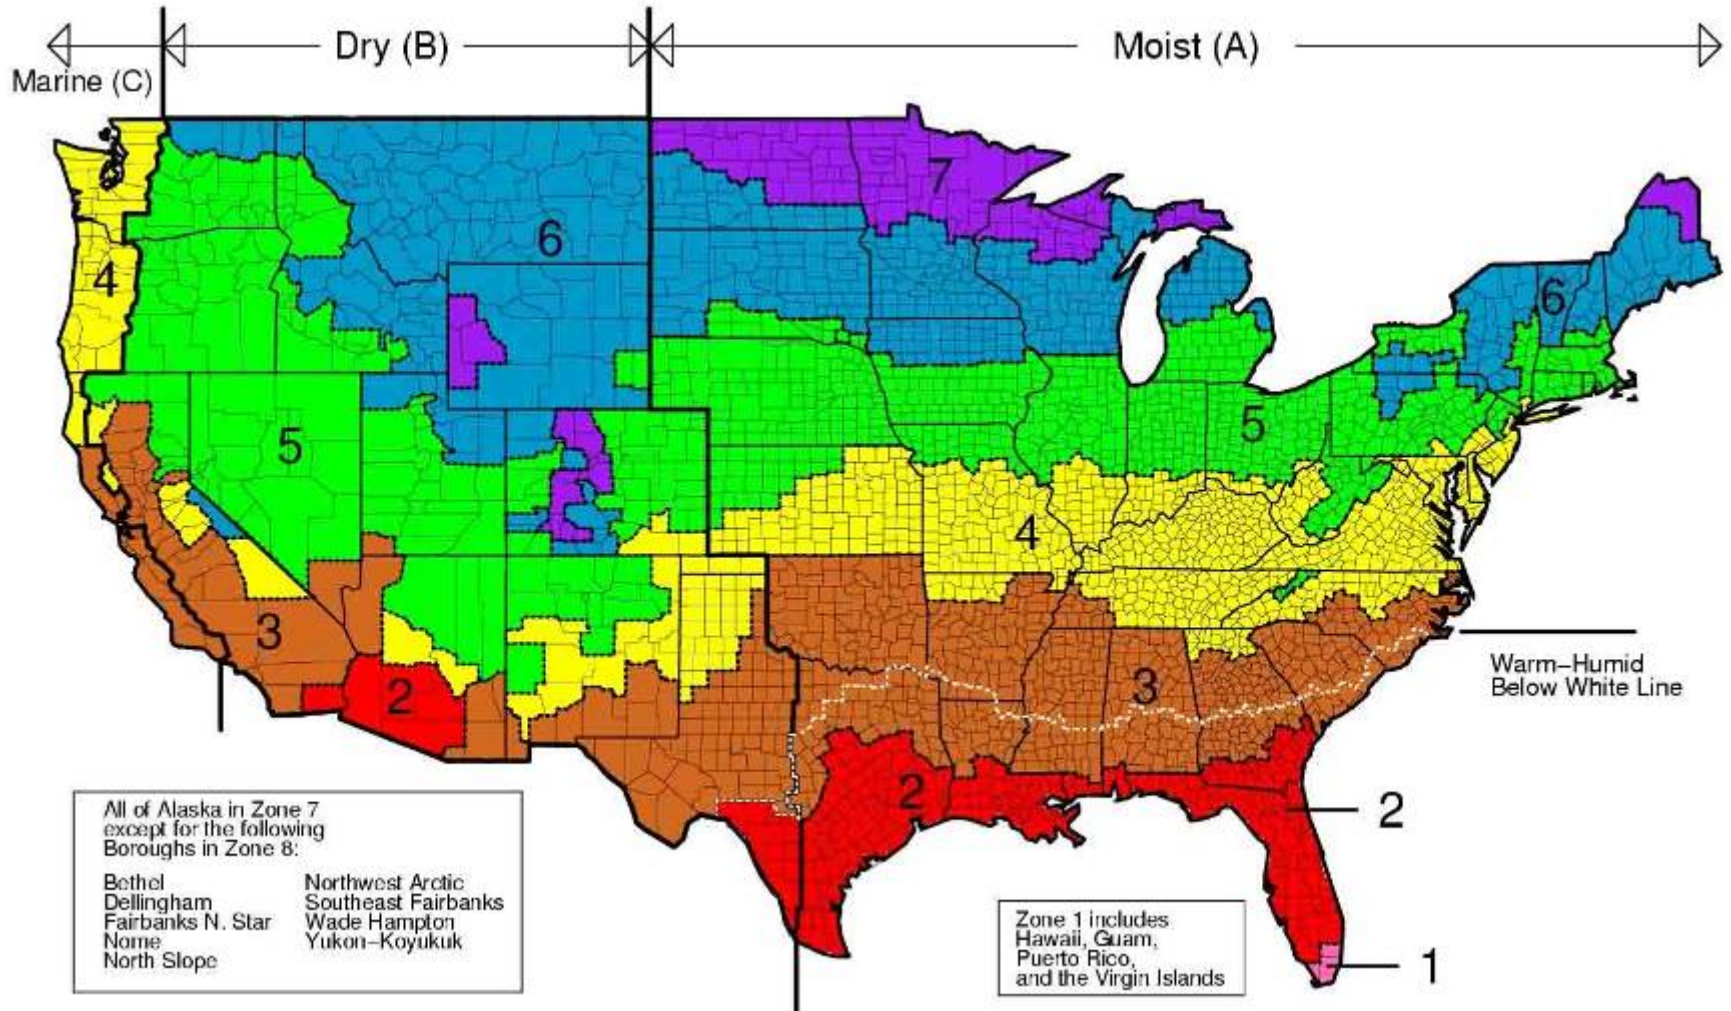 Dry (B)
Moist (A)
Marine (C)
7
6
4
6
5
5
4
3
2
3
2
Warm–Humid
Below White Line
All of Alaska in Zone 7
except for the following
Boroughs in Zone 8:
Bethel
Dellingham
Fairbanks N. Star
Nome
North Slope
Northwest Arctic
Southeast Fairbanks
Wade Hampton
Yukon–Koyukuk
2
Zone 1 includes
Hawaii, Guam,
Puerto Rico,
and the Virgin Islands
1